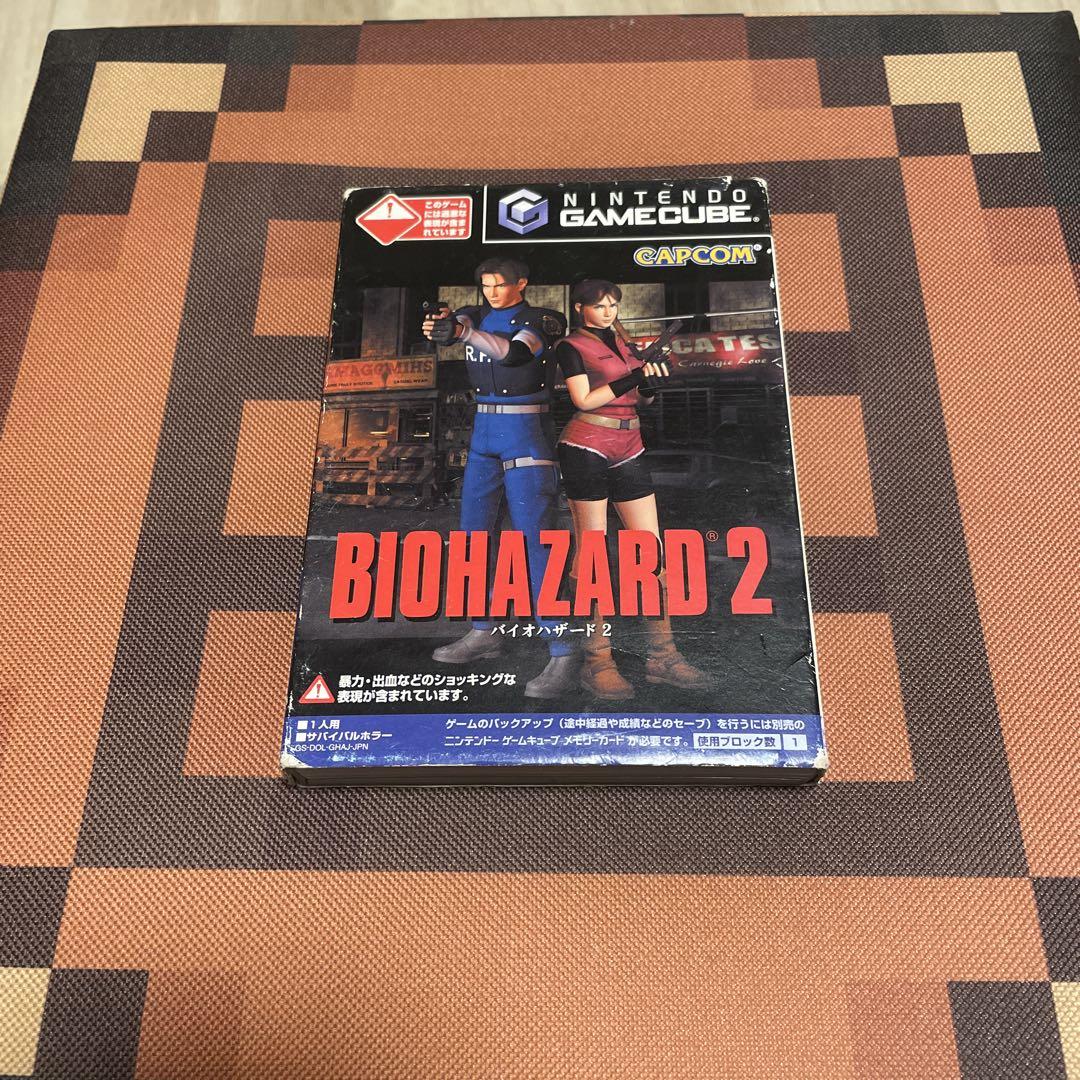 このゲーム
には過激な
表現が含ま
れています
NINTENDO
GAMECUBE®
CAPCOM®
R.P.
CATES
Carnegie Love
BIOHAZARD® 2
バイオハザード 2
暴力・出血などのショッキングな
表現が含まれています。
■1人用
■サバイバルホラー
GS-DOL-GHAJ-JPN
ゲームのバックアップ（途中経過や成績などのセーブ）を行うには別売の
ニンテンドーゲームキューブ メモリーカードが必要です。 使用ブロック数 1